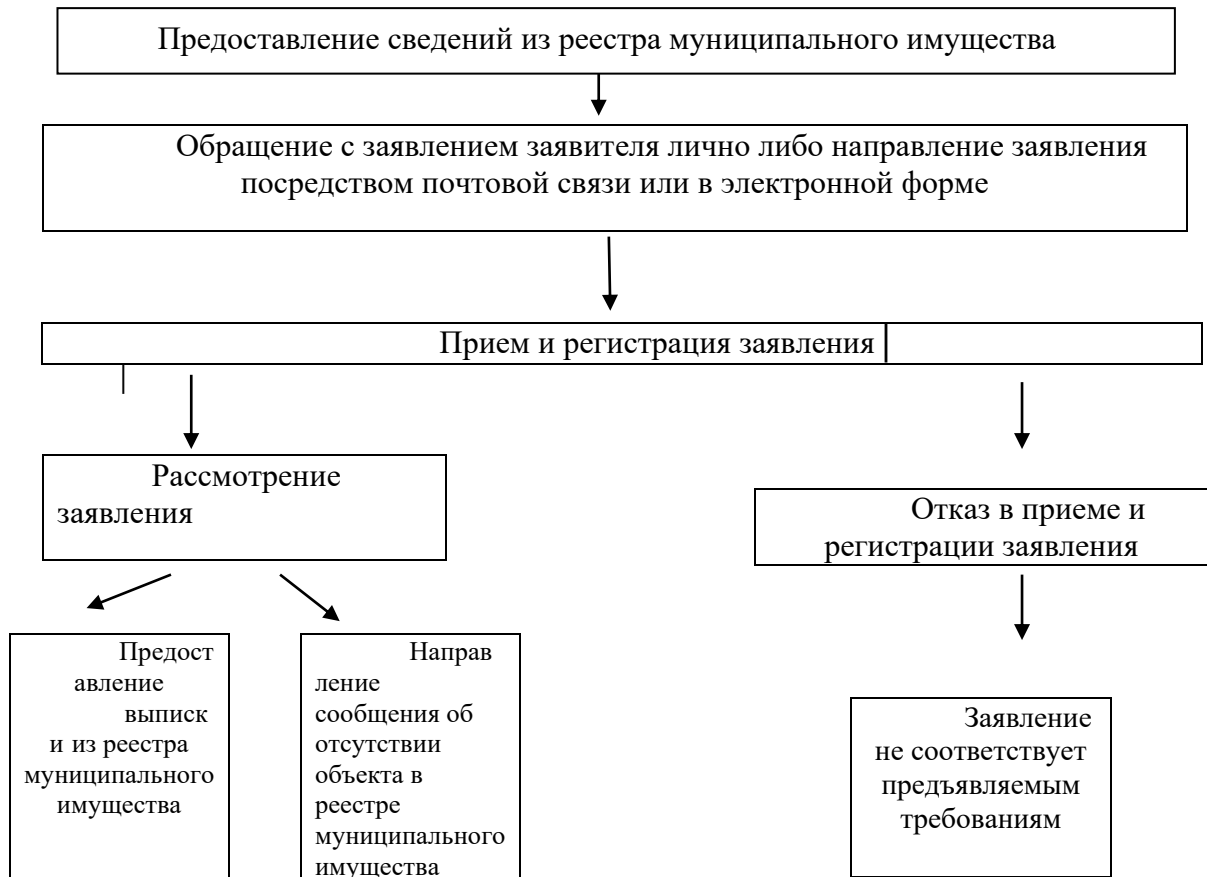 Предоставление сведений из реестра муниципального имущества
Обращение с заявлением заявителя лично либо направление заявления
посредством почтовой связи или в электронной форме
Прием и регистрация заявления
Рассмотрение
заявления
Отказ в приеме и
регистрации заявления
Предост
авление
выписк
и из реестра
муниципального
имущества
Направ
ление
сообщения об
отсутствии
объекта в
реестре
муниципального
имущества
Заявление
не соответствует
предъявляемым
требованиям